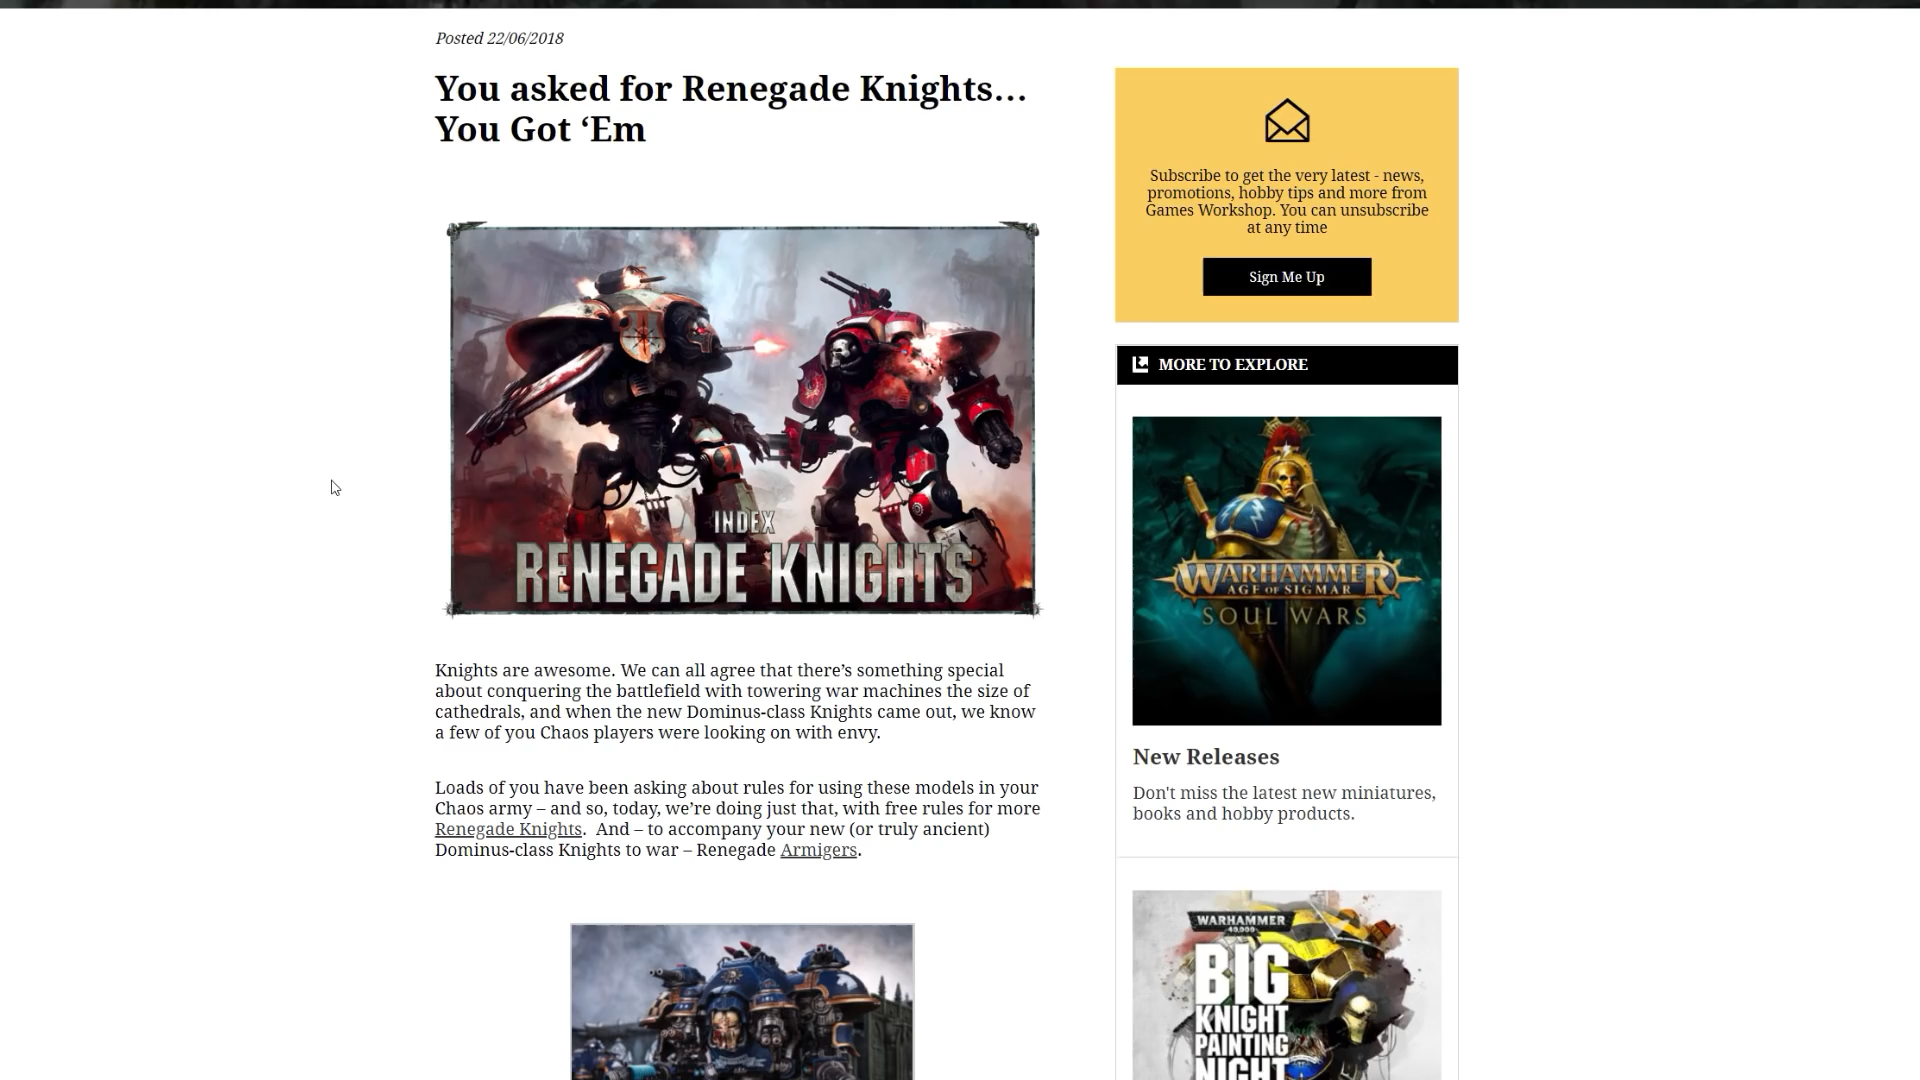 Posted 22/06/2018
You asked for Renegade Knights…
You Got ‘Em
INDEX
RENEGADE KNIGHTS
Knights are awesome. We can all agree that there’s something special
about conquering the battlefield with towering war machines the size of
cathedrals, and when the new Dominus-class Knights came out, we know
a few of you Chaos players were looking on with envy.
Loads of you have been asking about rules for using these models in your
Chaos army – and so, today, we’re doing just that, with free rules for more
Renegade Knights.  And – to accompany your new (or truly ancient)
Dominus-class Knights to war – Renegade Armigers.
Subscribe to get the very latest - news,
promotions, hobby tips and more from
Games Workshop. You can unsubscribe
at any time
Sign Me Up
MORE TO EXPLORE
WARHAMMER
AGE OF SIGMAR
SOUL WARS
New Releases
Don't miss the latest new miniatures,
books and hobby products.
WARHAMMER
40,000
BIG
KNIGHT
PAINTING
NIGHT